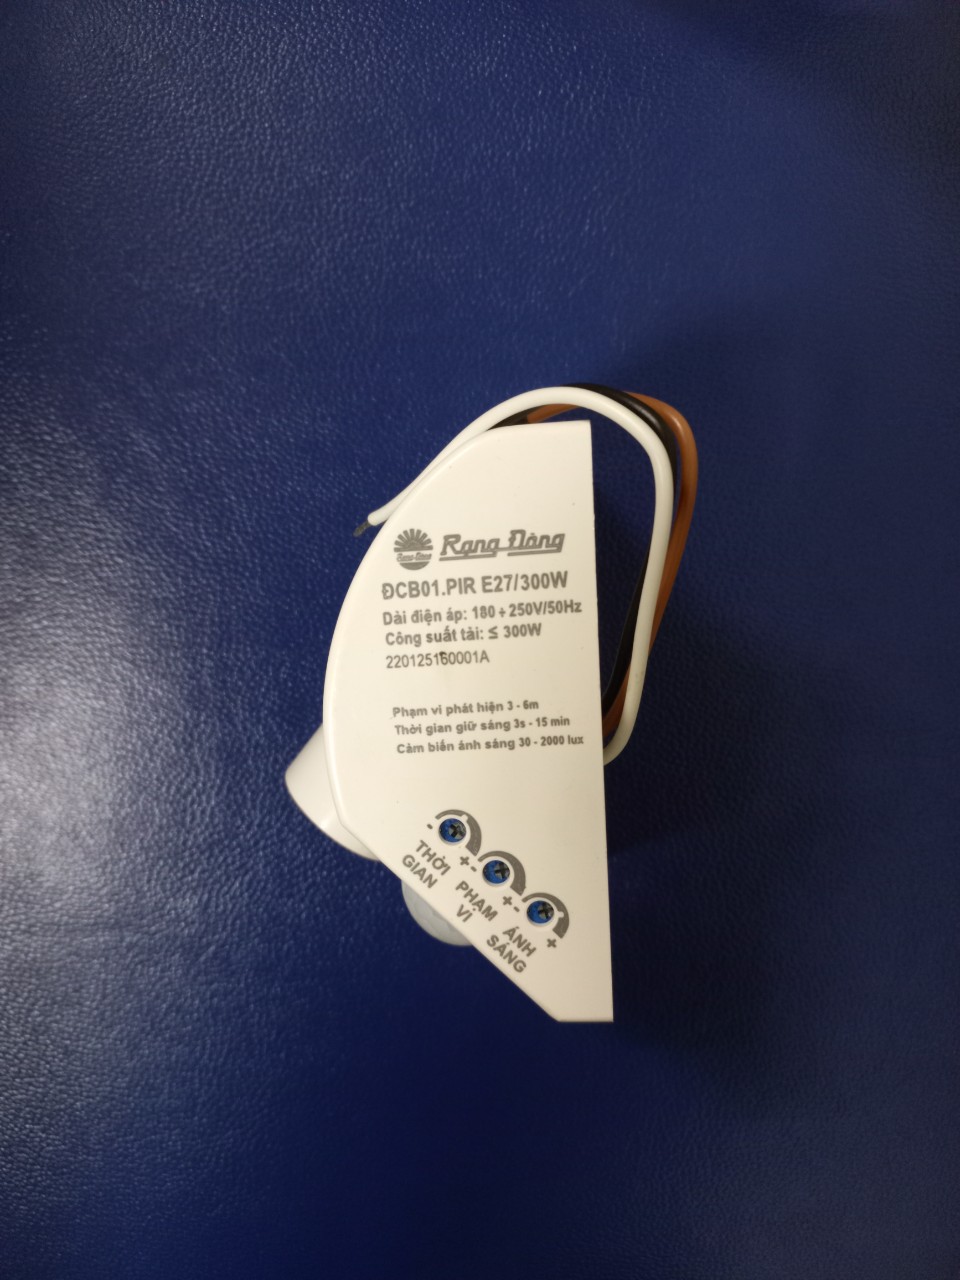 Rạng Đông
ĐCB01.PIR E27/300W
Dải điện áp: 180 ÷ 250V/50Hz
Công suất tải: ≤ 300W
220125160001A
Phạm vi phát hiện 3 - 6m
Thời gian giữ sáng 3s - 15 min
Cảm biến ánh sáng 30 - 2000 lux
- +
THỜI
GIAN
- +
PHẠM
VI
- +
ÁNH
SÁNG